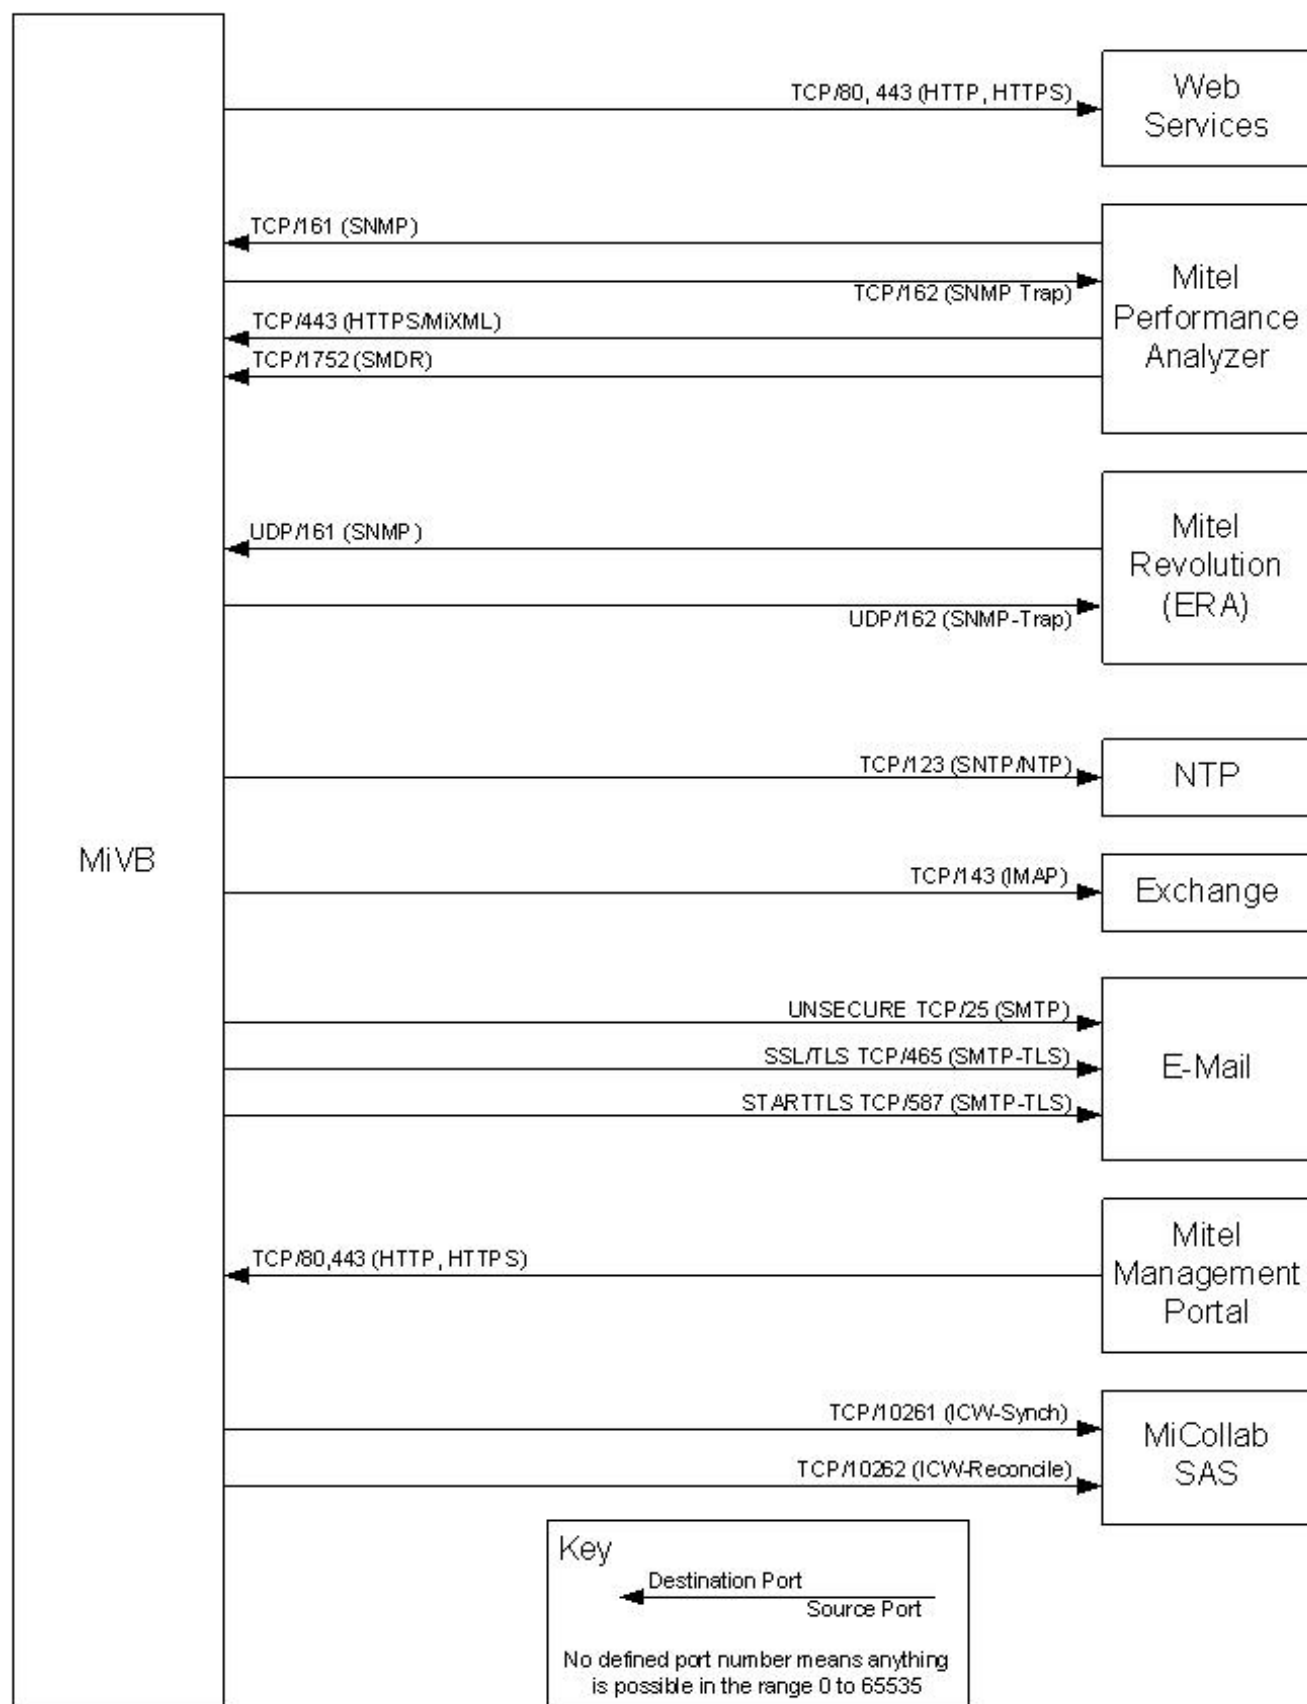 TCP/80, 443 (HTTP, HTTPS)
Web
Services
TCP/161 (SNMP)
TCP/162 (SNMP Trap)
TCP/443 (HTTPS/MiXML)
TCP/1752 (SMDR)
Mitel
Performance
Analyzer
UDP/161 (SNMP)
UDP/162 (SNMP-Trap)
Mitel
Revolution
(ERA)
TCP/123 (SNTP/NTP)
NTP
MiVB
TCP/143 (IMAP)
Exchange
UNSECURE TCP/25 (SMTP)
SSL/TLS TCP/465 (SMTP-TLS)
STARTTLS TCP/587 (SMTP-TLS)
E-Mail
TCP/80,443 (HTTP, HTTPS)
Mitel
Management
Portal
TCP/10261 (ICW-Synch)
TCP/10262 (ICW-Reconcile)
MiCollab
SAS
Key
Destination Port
Source Port
No defined port number means anything
is possible in the range 0 to 65535